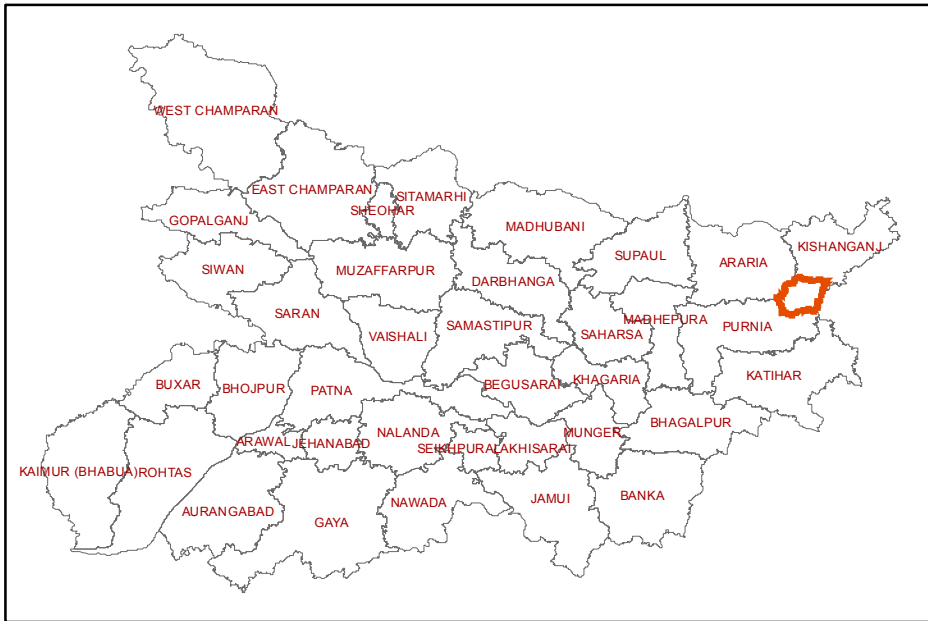 WEST CHAMPARAN
EAST CHAMPARAN
SITAMARHI
SHEOHAR
GOPALGANJ
MADHUBANI
KISHANGANJ
SUPAUL
ARARIA
SIWAN
MUZAFFARPUR
DARBHANGA
SARAN
VAISHALI
SAMASTIPUR
SAHARSA
MADHEPURA
PURNIA
BUXAR
BHOJPUR
PATNA
BEGUSARAI
KHAGARIA
KATIHAR
ARAWAL
JEHANABAD
NALANDA
SEIKHPURA
LAKHISARAI
MUNGER
BHAGALPUR
KAIMUR (BHABUA)
ROHTAS
AURANGABAD
GAYA
NAWADA
JAMUI
BANKA